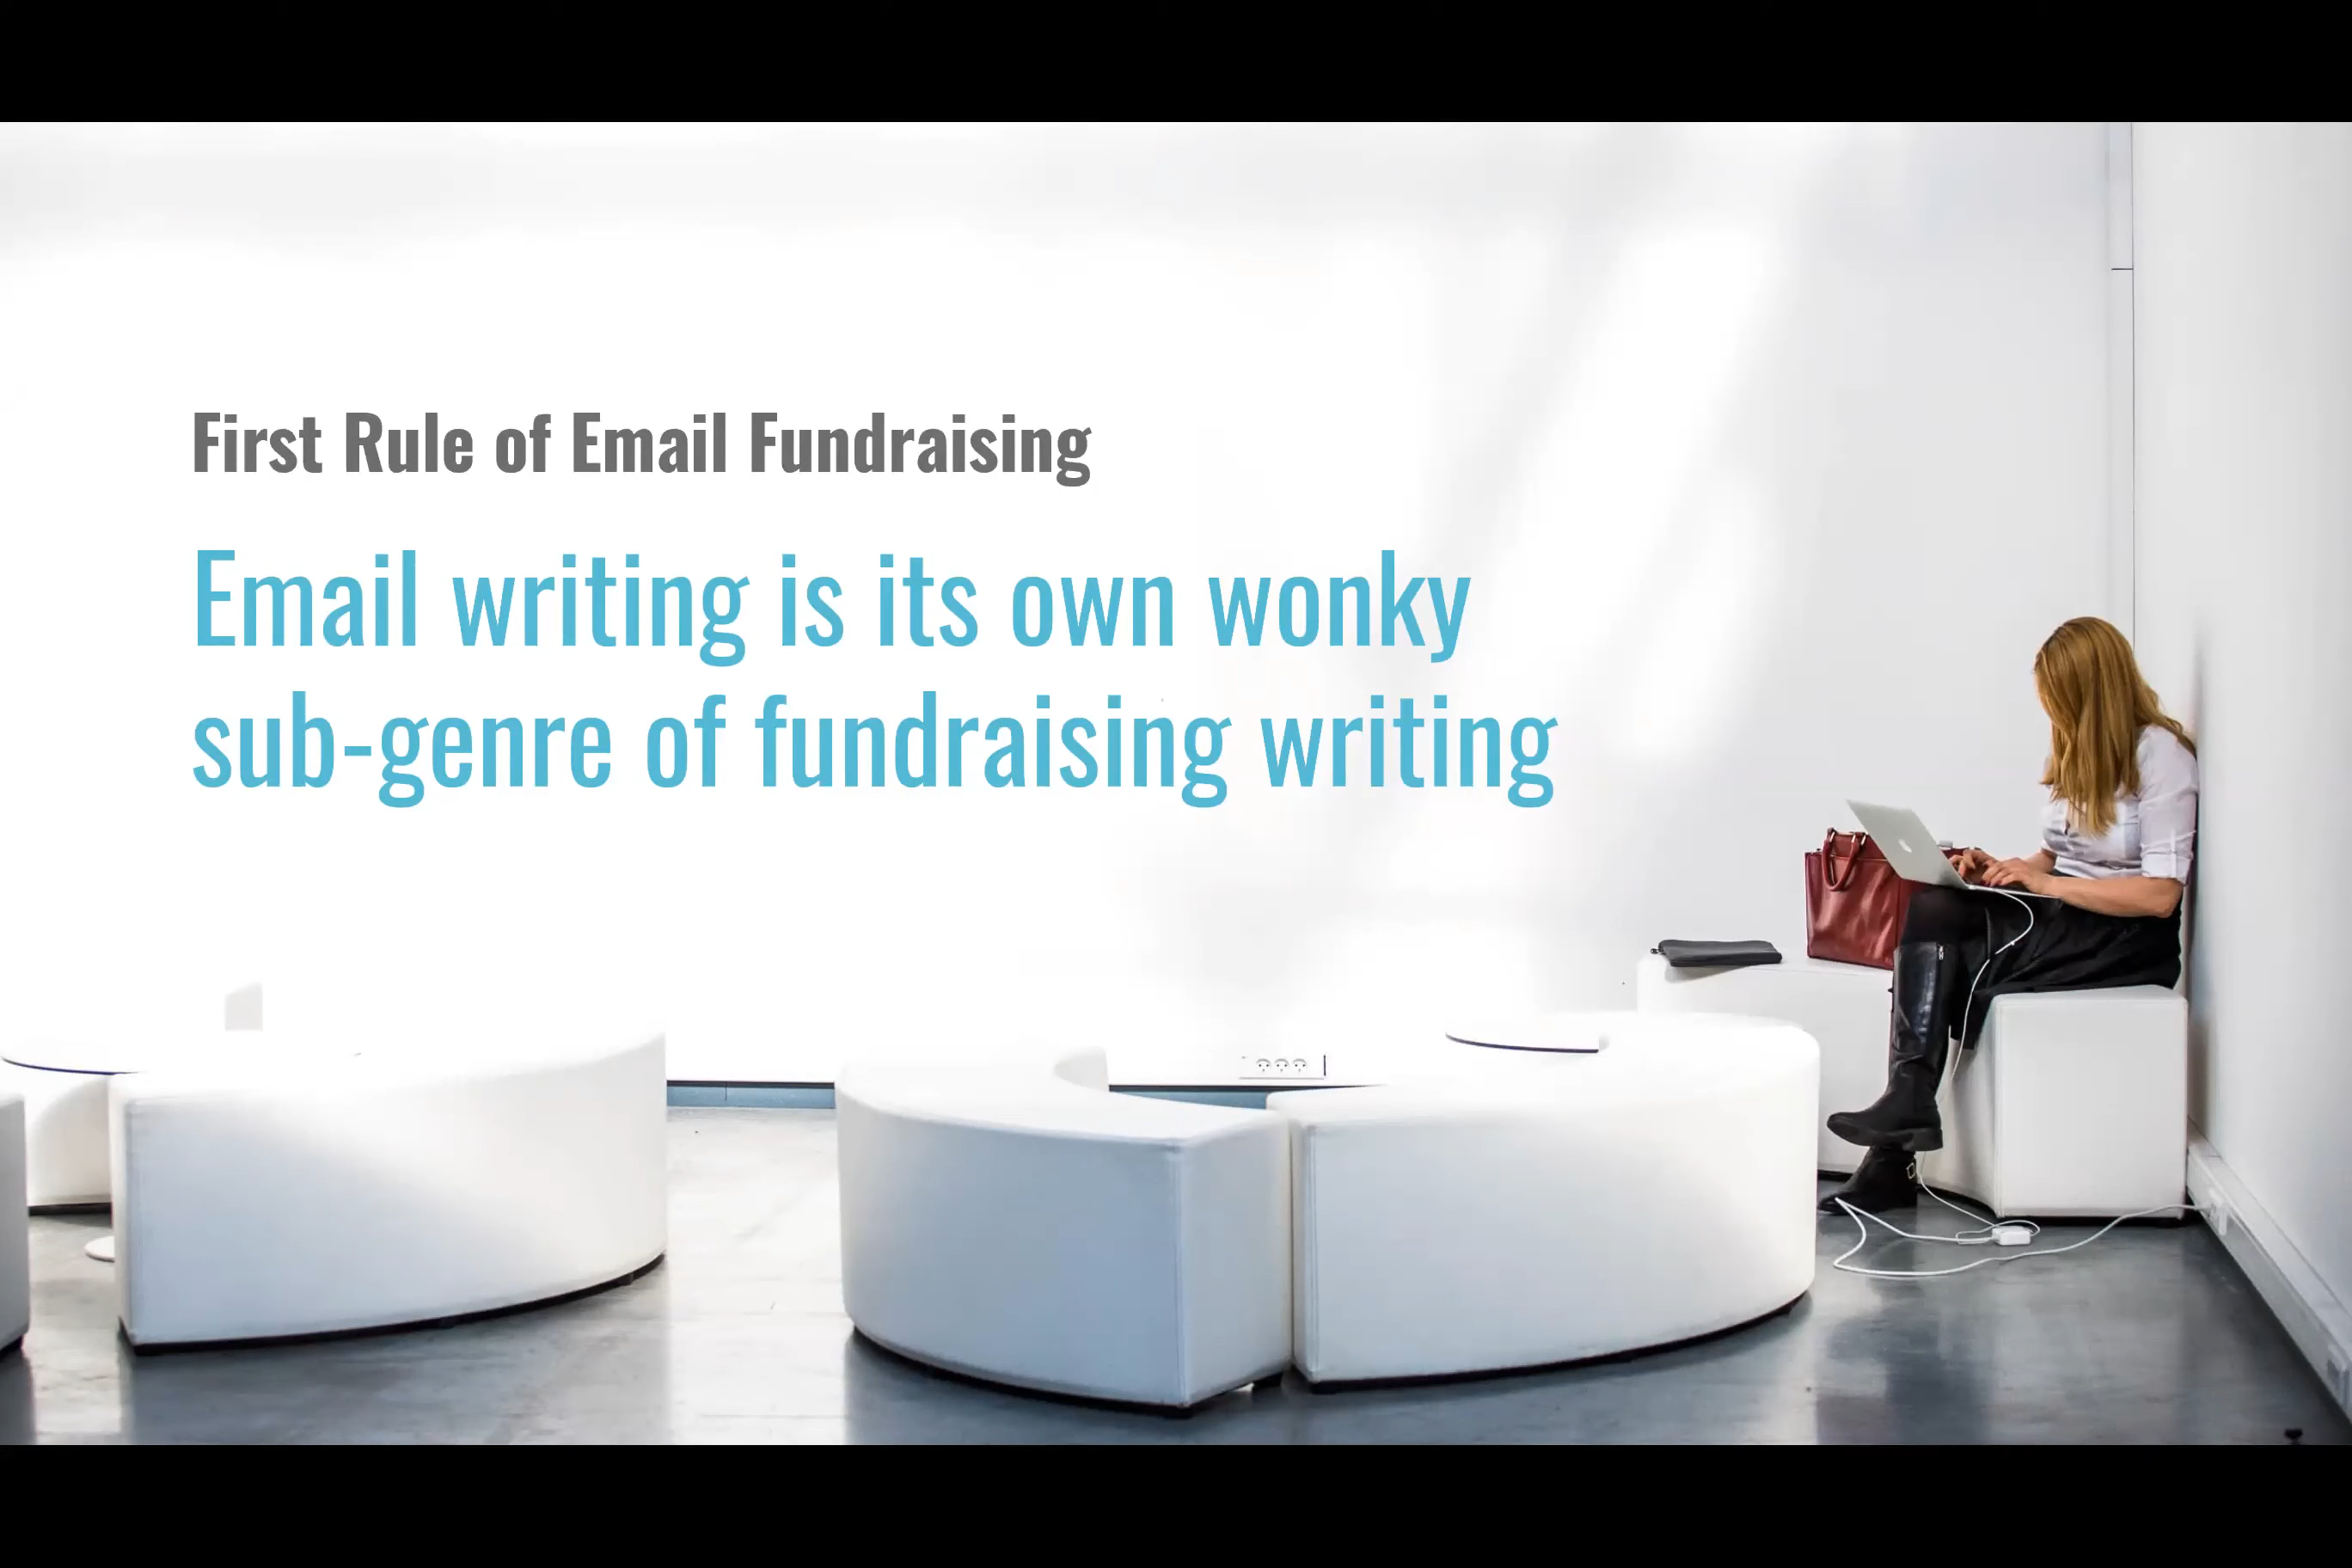 First Rule of Email Fundraising
Email writing is its own wonky
sub-genre of fundraising writing